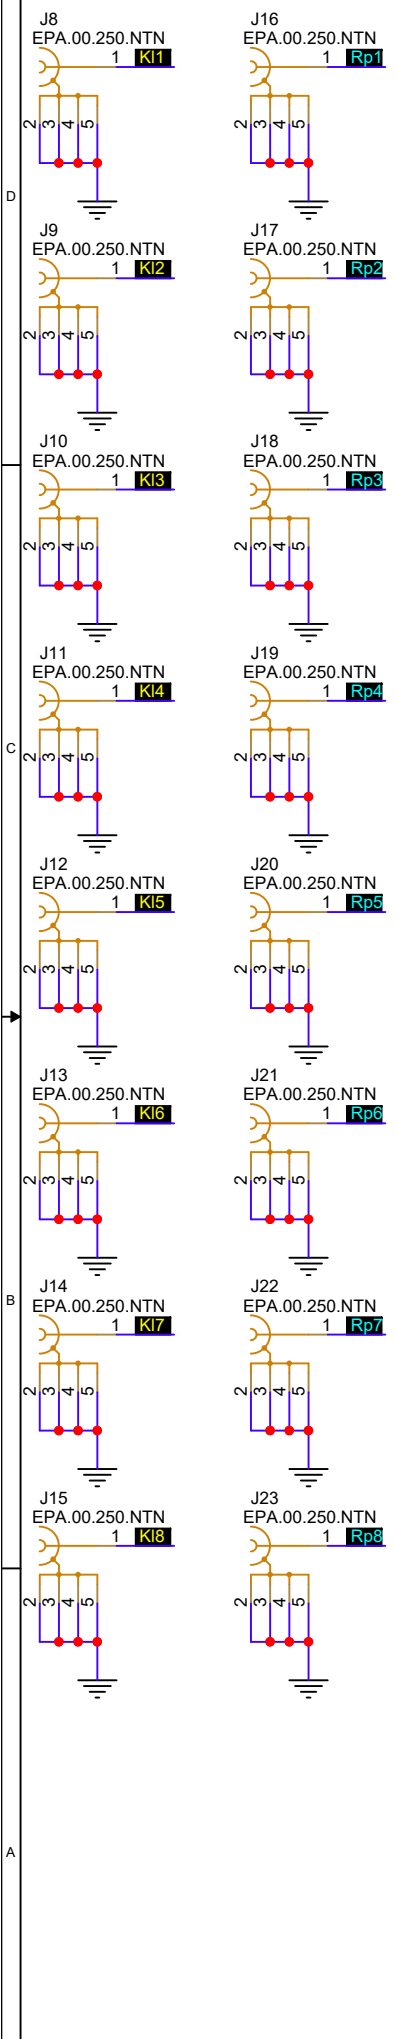 J8
EPA.00.250.NTN
1 Kl1
2 3 4 5
J16
EPA.00.250.NTN
1 Rp1
2 3 4 5
D
J9
EPA.00.250.NTN
1 Kl2
2 3 4 5
J17
EPA.00.250.NTN
1 Rp2
2 3 4 5
J10
EPA.00.250.NTN
1 Kl3
2 3 4 5
J18
EPA.00.250.NTN
1 Rp3
2 3 4 5
J11
EPA.00.250.NTN
1 Kl4
2 3 4 5
J19
EPA.00.250.NTN
1 Rp4
2 3 4 5
C
J12
EPA.00.250.NTN
1 Kl5
2 3 4 5
J20
EPA.00.250.NTN
1 Rp5
2 3 4 5
J13
EPA.00.250.NTN
1 Kl6
2 3 4 5
J21
EPA.00.250.NTN
1 Rp6
2 3 4 5
B
J14
EPA.00.250.NTN
1 Kl7
2 3 4 5
J22
EPA.00.250.NTN
1 Rp7
2 3 4 5
J15
EPA.00.250.NTN
1 Kl8
2 3 4 5
J23
EPA.00.250.NTN
1 Rp8
2 3 4 5
A